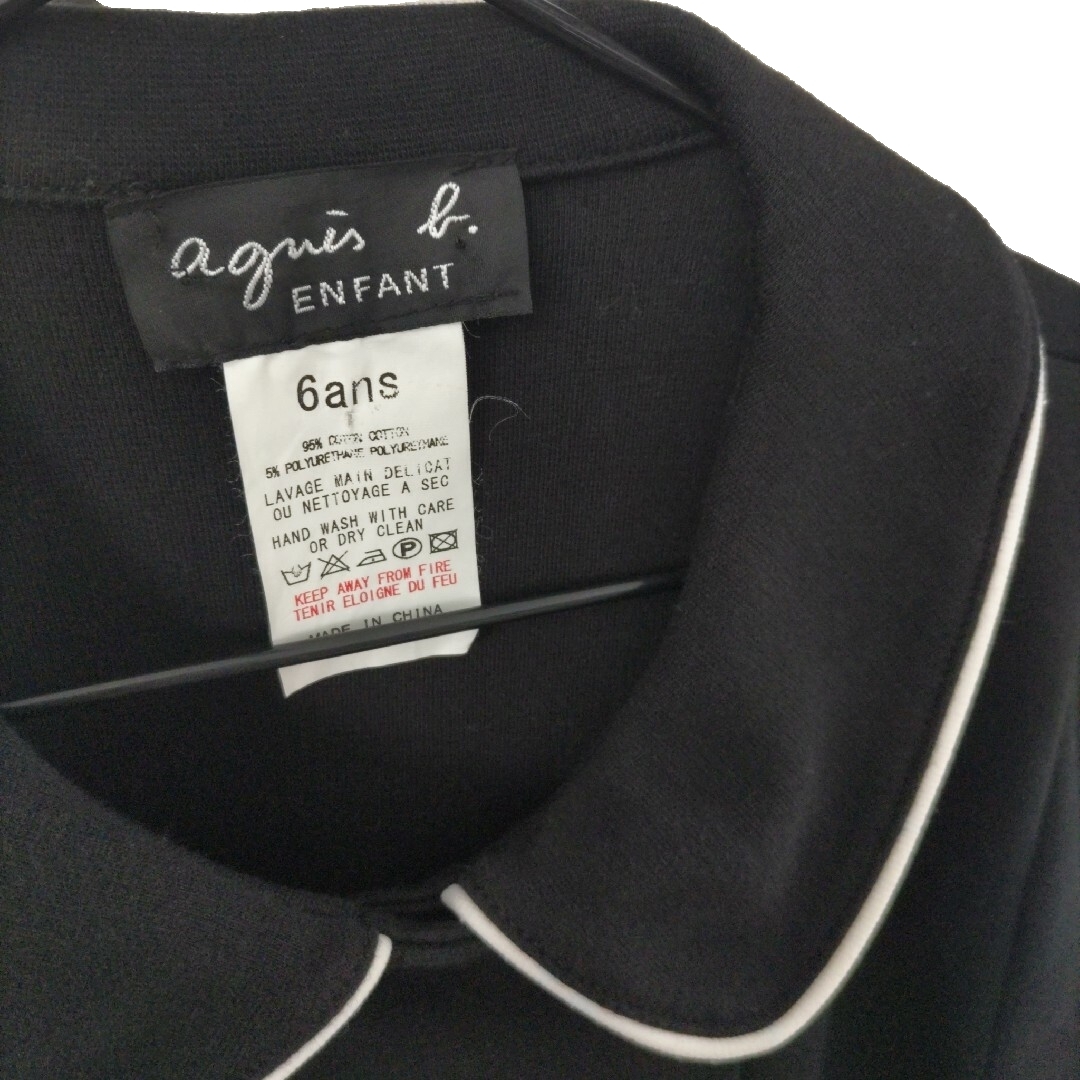 agnès b.
ENFANT
6ans
95% COTON COTTON
5% POLYURETHANE POLYUREYMANE
LAVAGE MAIN DELICAT
OU NETTOYAGE A SEC
HAND WASH WITH CARE
OR DRY CLEAN
P
KEEP AWAY FROM FIRE
TENIR ELOIGNE DU FEU
MADE IN CHINA